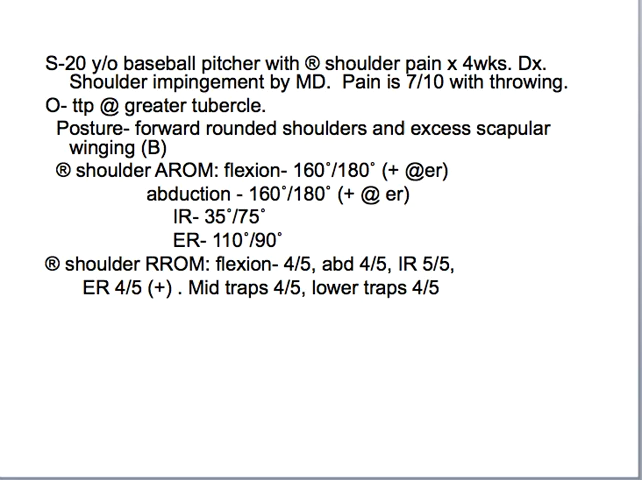 S-20 y/o baseball pitcher with ® shoulder pain x 4wks. Dx.
Shoulder impingement by MD. Pain is 7/10 with throwing.
O- ttp @ greater tubercle.
Posture- forward rounded shoulders and excess scapular
winging (B)
® shoulder AROM: flexion- 160˚/180˚ (+ @er)
abduction - 160˚/180˚ (+ @ er)
IR- 35˚/75˚
ER- 110˚/90˚
® shoulder RROM: flexion- 4/5, abd 4/5, IR 5/5,
ER 4/5 (+) . Mid traps 4/5, lower traps 4/5